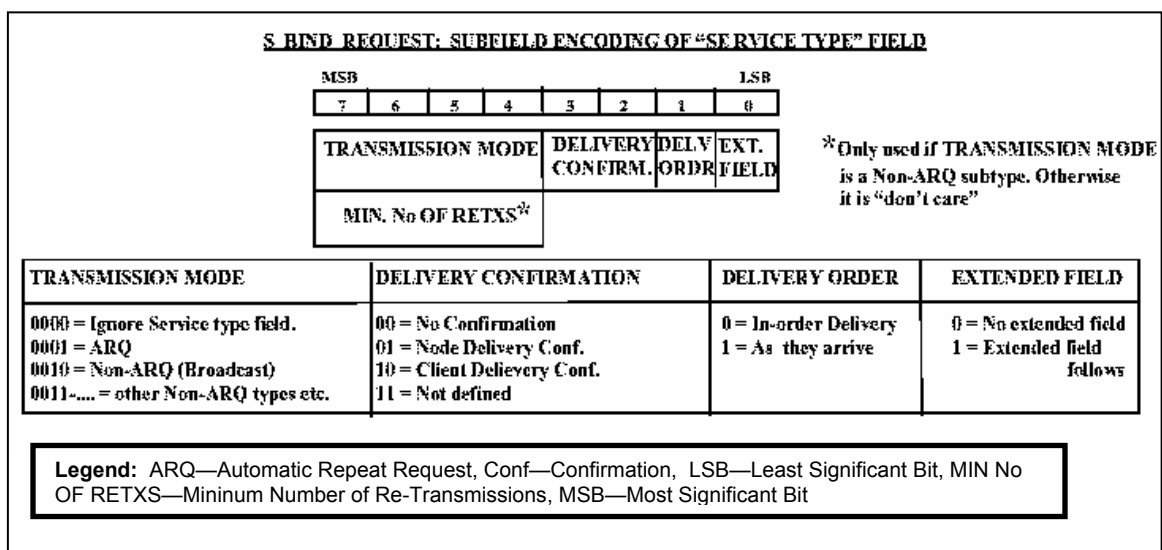 S_BIND_REQUEST: SUBFIELD ENCODING OF “SERVICE TYPE” FIELD
MSB LSB
7 6 5 4 3 2 1 0
TRANSMISSION MODE DELIVERY CONFIRM. DELV ORDR EXT. FIELD
MIN. No OF RETXS*
*Only used if TRANSMISSION MODE
is a Non-ARQ subtype. Otherwise
it is “don’t care”
TRANSMISSION MODE DELIVERY CONFIRMATION DELIVERY ORDER EXTENDED FIELD
0000 = Ignore Service type field. 00 = No Confirmation 0 = In-order Delivery 0 = No extended field
0001 = ARQ 01 = Node Delivery Conf. 1 = As they arrive 1 = Extended field
0010 = Non-ARQ (Broadcast) 10 = Client Delievery Conf. follows
0011-.... = other Non-ARQ types etc. 11 = Not defined
Legend: ARQ—Automatic Repeat Request, Conf—Confirmation, LSB—Least Significant Bit, MIN No
OF RETXS—Mininum Number of Re-Transmissions, MSB—Most Significant Bit